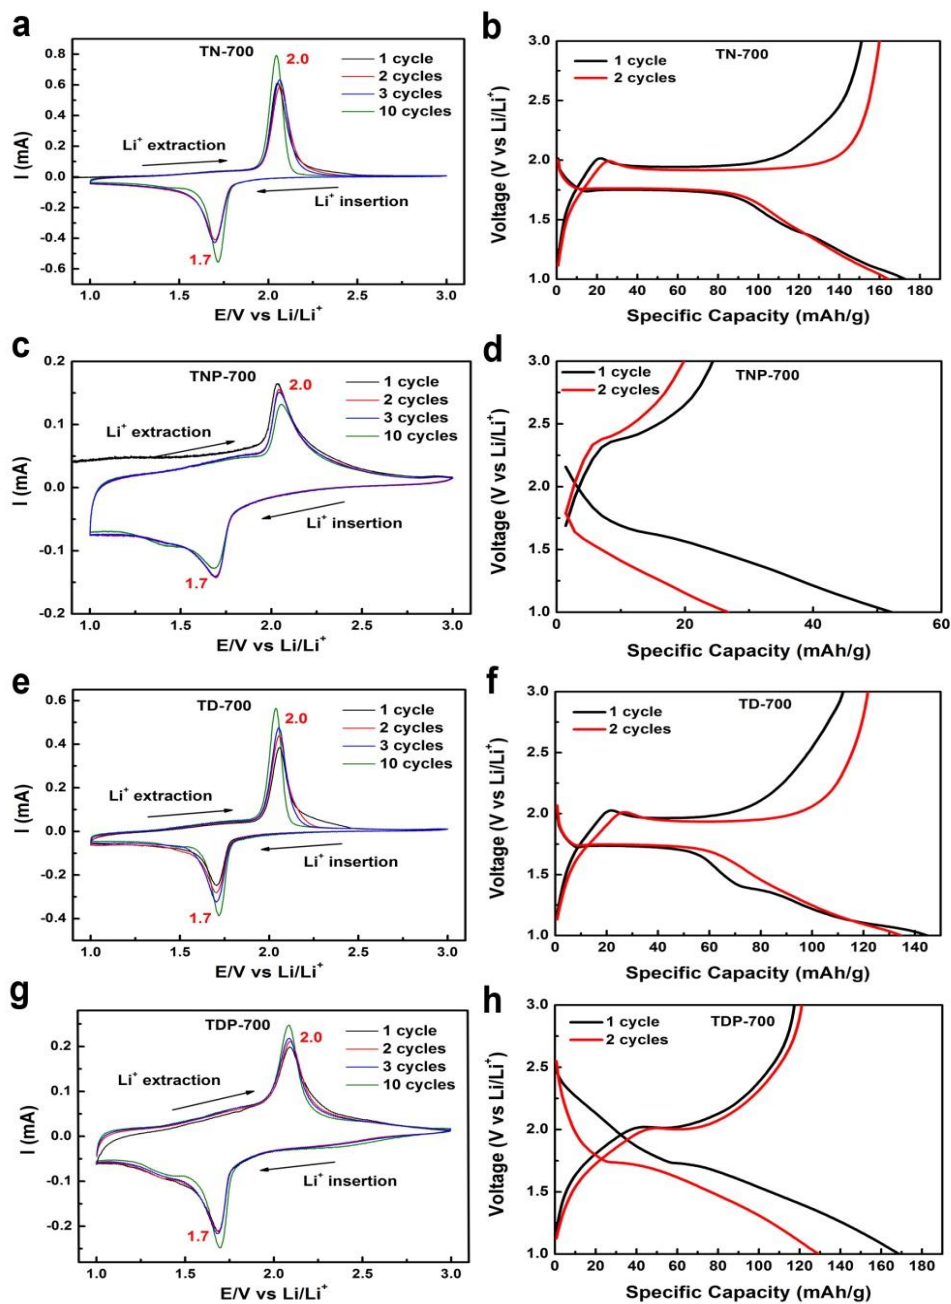 a
TN-700
2.0
1 cycle
2 cycles
3 cycles
10 cycles
Li⁺ extraction
Li⁺ insertion
1.7
I (mA)
0.8
0.6
0.4
0.2
0.0
-0.2
-0.4
-0.6
1.0 1.5 2.0 2.5 3.0
E/V vs Li/Li⁺
b
TN-700
1 cycle
2 cycles
Voltage (V vs Li/Li⁺)
3.0
2.5
2.0
1.5
1.0
0 20 40 60 80 100 120 140 160 180
Specific Capacity (mAh/g)
c
TNP-700
2.0
1 cycle
2 cycles
3 cycles
10 cycles
Li⁺ extraction
Li⁺ insertion
1.7
I (mA)
0.2
0.1
0.0
-0.1
-0.2
1.0 1.5 2.0 2.5 3.0
E/V vs Li/Li⁺
d
TNP-700
1 cycle
2 cycles
Voltage (V vs Li/Li⁺)
3.0
2.5
2.0
1.5
1.0
0 20 40 60
Specific Capacity (mAh/g)
e
TD-700
2.0
1 cycle
2 cycles
3 cycles
10 cycles
Li⁺ extraction
Li⁺ insertion
1.7
I (mA)
0.6
0.4
0.2
0.0
-0.2
-0.4
1.0 1.5 2.0 2.5 3.0
E/V vs Li/Li⁺
f
TD-700
1 cycle
2 cycles
Voltage (V vs Li/Li⁺)
3.0
2.5
2.0
1.5
1.0
0 20 40 60 80 100 120 140
Specific Capacity (mAh/g)
g
TDP-700
2.0
1 cycle
2 cycles
3 cycles
10 cycles
Li⁺ extraction
Li⁺ insertion
1.7
I (mA)
0.2
0.1
0.0
-0.1
-0.2
1.0 1.5 2.0 2.5 3.0
E/V vs Li/Li⁺
h
TDP-700
1 cycle
2 cycles
Voltage (V vs Li/Li⁺)
3.0
2.5
2.0
1.5
1.0
0 20 40 60 80 100 120 140 160 180
Specific Capacity (mAh/g)